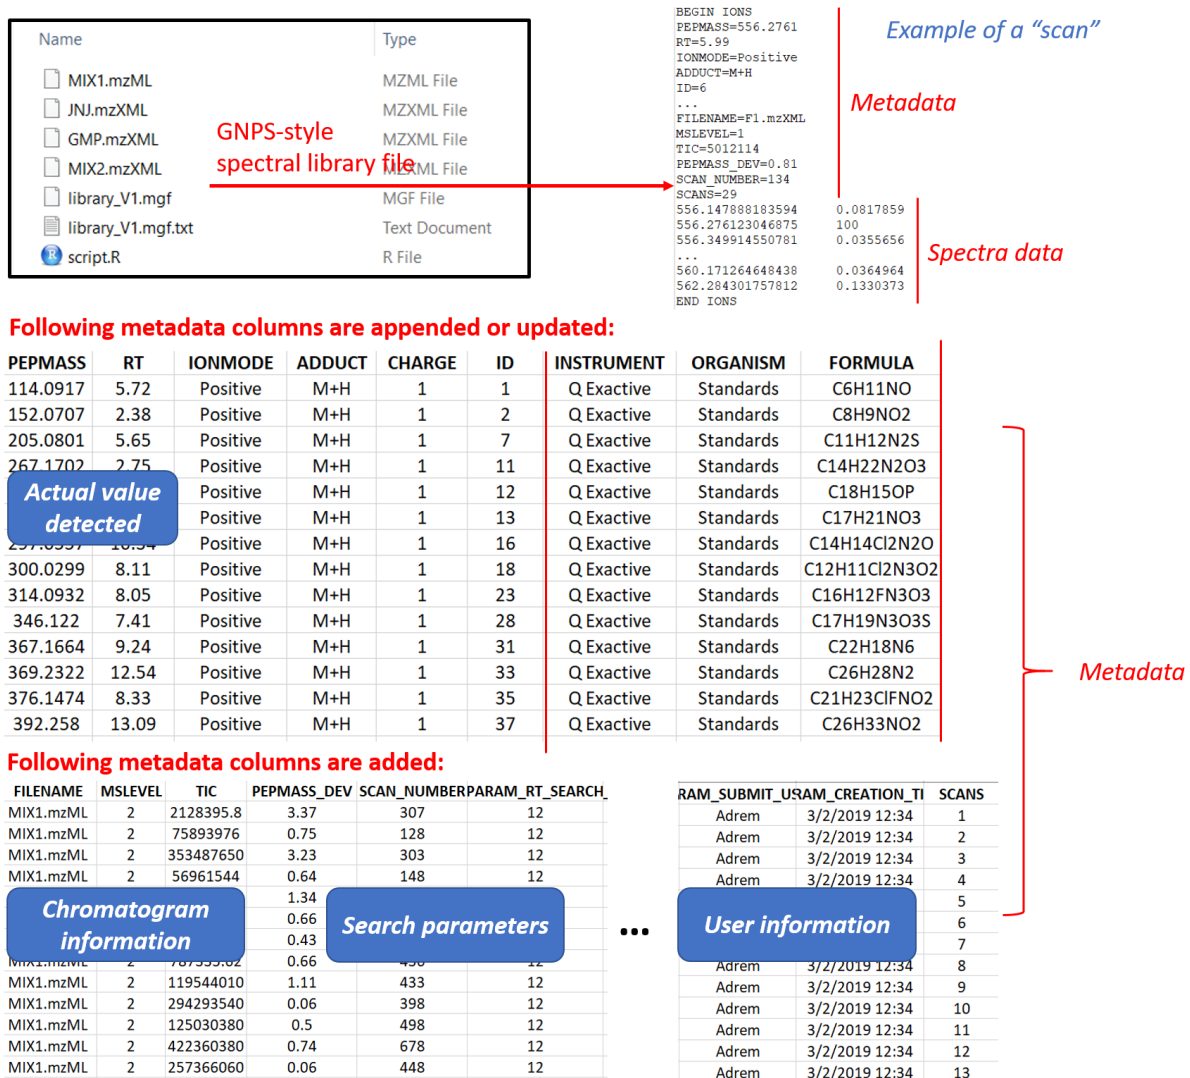 Name Type
MIX1.mzML MZML File
JNJ.mzXML MZXML File
GMP.mzXML MZXML File
MIX2.mzXML MZXML File
library_V1.mgf MGF File
library_V1.mgf.txt Text Document
script.R R File
GNPS-style
spectral library file
BEGIN IONS
PEPMASS=556.2761
RT=5.99
IONMODE=Positive
ADDUCT=M+H
ID=6
...
FILENAME=F1.mzXML
MSLEVEL=1
TIC=5012114
PEPMASS_DEV=0.81
SCAN_NUMBER=134
SCANS=29
556.147888183594 0.0817859
556.276123046875 100
556.349914550781 0.0355656
...
560.171264648438 0.0364964
562.284301757812 0.1330373
END IONS
Example of a “scan”
Metadata
Spectra data
Following metadata columns are appended or updated:
PEPMASS RT IONMODE ADDUCT CHARGE ID INSTRUMENT ORGANISM FORMULA
114.0917 5.72 Positive M+H 1 1 Q Exactive Standards C6H11NO
152.0707 2.38 Positive M+H 1 2 Q Exactive Standards C8H9NO2
205.0801 5.65 Positive M+H 1 7 Q Exactive Standards C11H12N2S
267.1702 2.75 Positive M+H 1 11 Q Exactive Standards C14H22N2O3
Positive M+H 1 12 Q Exactive Standards C18H15OP
Positive M+H 1 13 Q Exactive Standards C17H21NO3
Positive M+H 1 16 Q Exactive Standards C14H14Cl2N2O
300.0299 8.11 Positive M+H 1 18 Q Exactive Standards C12H11Cl2N3O2
314.0932 8.05 Positive M+H 1 23 Q Exactive Standards C16H12FN3O3
346.122 7.41 Positive M+H 1 28 Q Exactive Standards C17H19N3O3S
367.1664 9.24 Positive M+H 1 31 Q Exactive Standards C22H18N6
369.2322 12.54 Positive M+H 1 33 Q Exactive Standards C26H28N2
376.1474 8.33 Positive M+H 1 35 Q Exactive Standards C21H23ClFNO2
392.258 13.09 Positive M+H 1 37 Q Exactive Standards C26H33NO2
Actual value
detected
Metadata
Following metadata columns are added:
FILENAME MSLEVEL TIC PEPMASS_DEV SCAN_NUMBER PARAM_RT_SEARCH_
MIX1.mzML 2 2128395.8 3.37 307 12
MIX1.mzML 2 75893976 0.75 128 12
MIX1.mzML 2 353487650 3.23 303 12
MIX1.mzML 2 56961544 0.64 148 12
1.34
0.66
0.43
0.66
MIX1.mzML 2 119544010 1.11 433 12
MIX1.mzML 2 294293540 0.06 398 12
MIX1.mzML 2 125030380 0.5 498 12
MIX1.mzML 2 422360380 0.74 678 12
MIX1.mzML 2 257366060 0.06 448 12
Chromatogram
information
Search parameters
...
RAM_SUBMIT_US RAM_CREATION_TI SCANS
Adrem 3/2/2019 12:34 1
Adrem 3/2/2019 12:34 2
Adrem 3/2/2019 12:34 3
Adrem 3/2/2019 12:34 4
5
6
7
Adrem 3/2/2019 12:34 8
Adrem 3/2/2019 12:34 9
Adrem 3/2/2019 12:34 10
Adrem 3/2/2019 12:34 11
Adrem 3/2/2019 12:34 12
Adrem 3/2/2019 12:34 13
User information